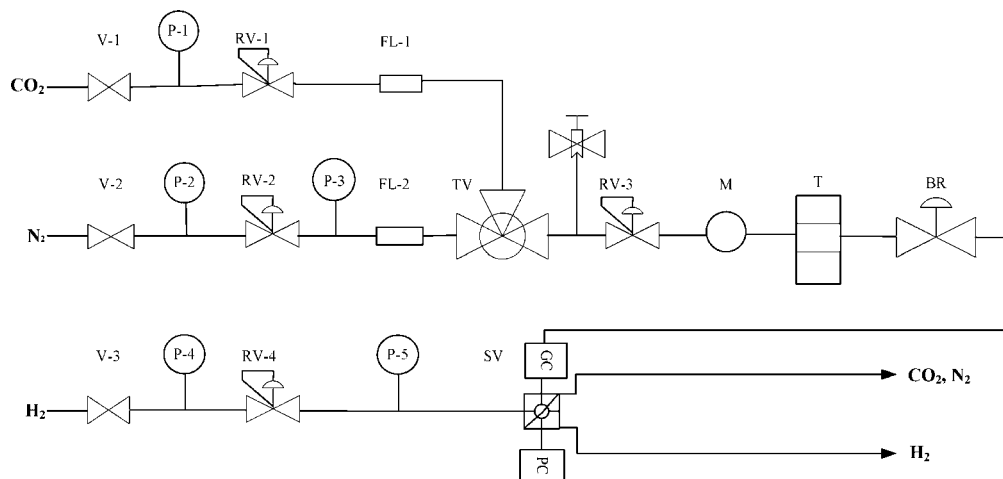 V-1 P-1 RV-1 FL-1
CO₂
V-2 P-2 RV-2 P-3 FL-2 TV RV-3 M T BR
N₂
V-3 P-4 RV-4 P-5 SV GC
CO₂, N₂
H₂
PC H₂